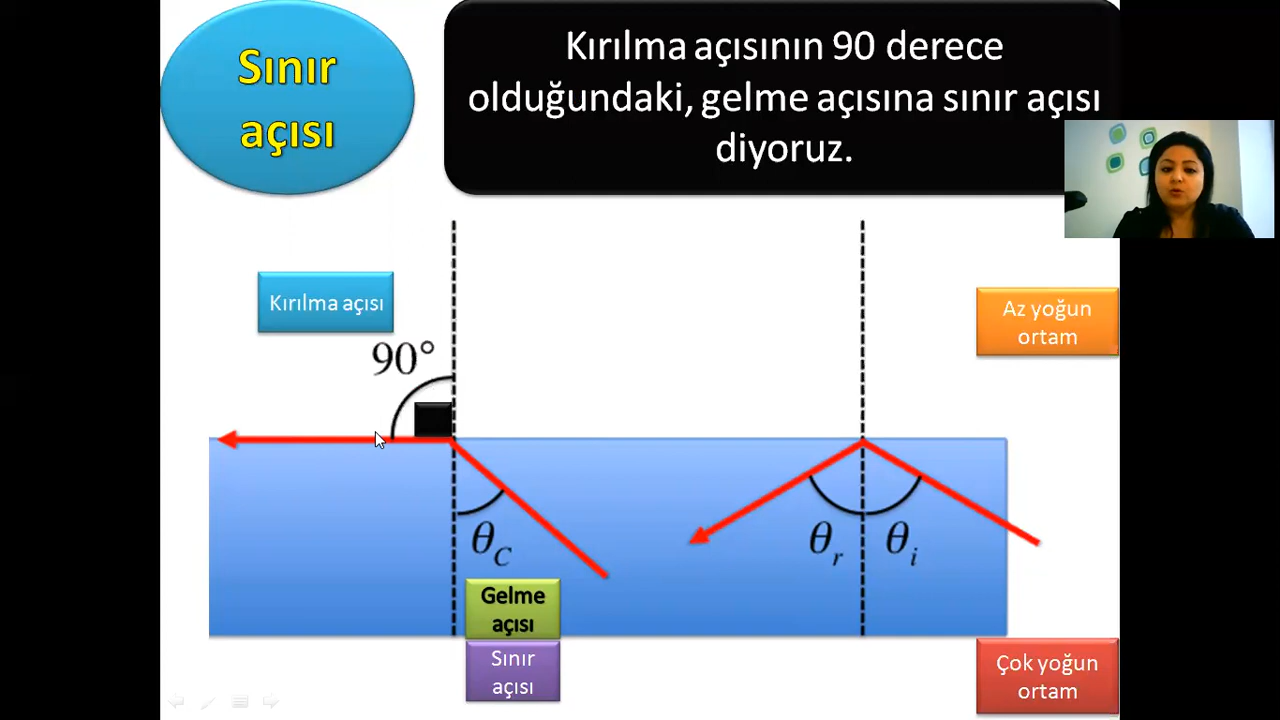 Sınır
açısı
Kırılma açısının 90 derece
olduğundaki, gelme açısına sınır açısı
diyoruz.
Kırılma açısı
90°
Az yoğun
ortam
θC
θr
θi
Gelme
açısı
Sınır
açısı
Çok yoğun
ortam